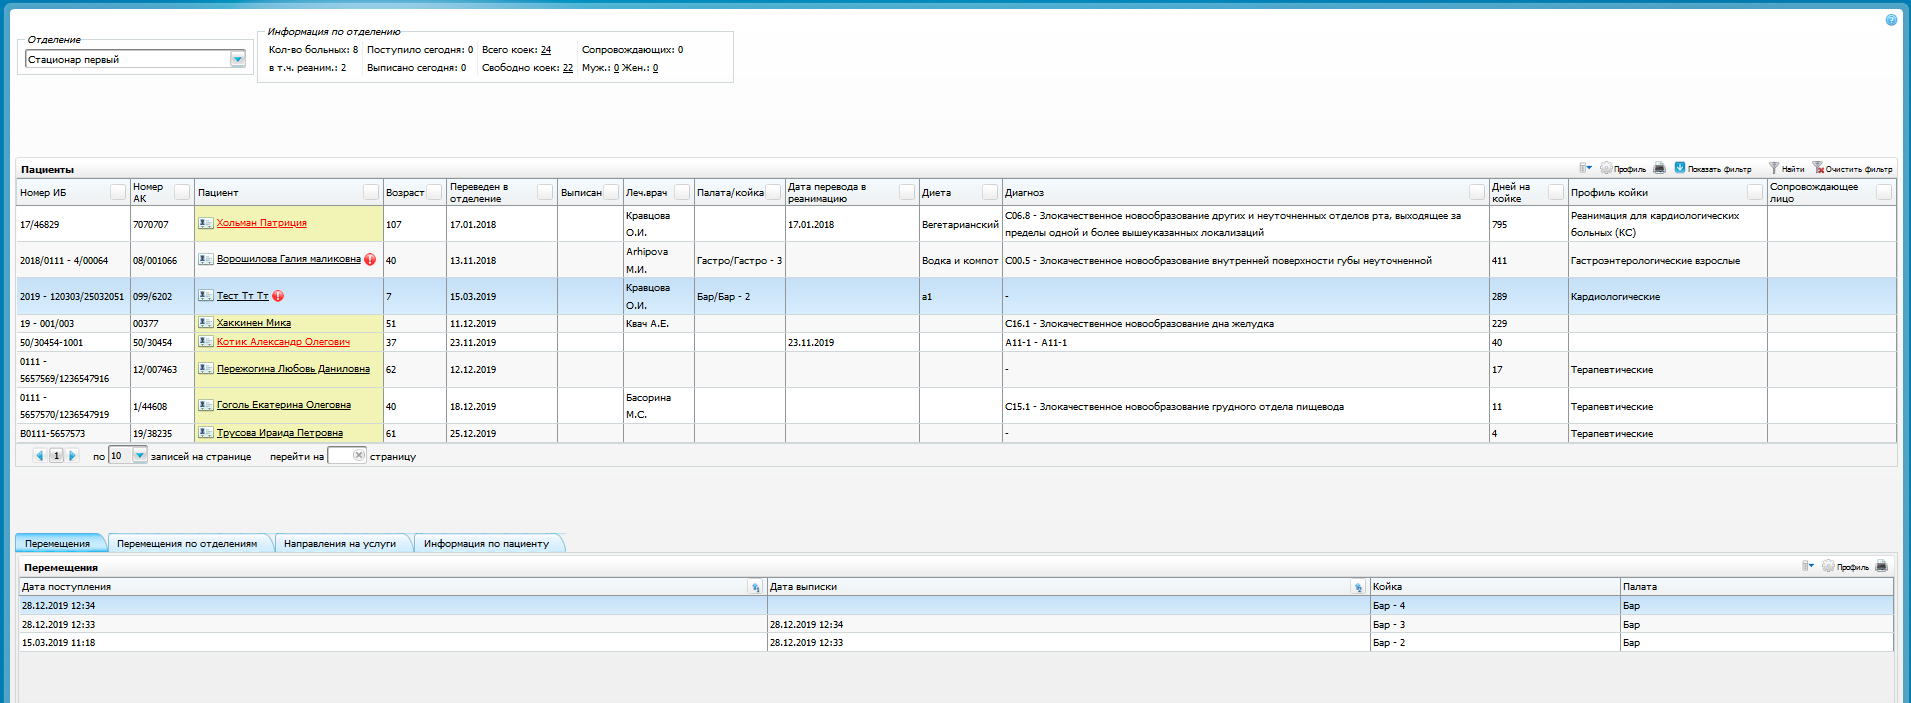 Отделение
Стационар первый
Информация по отделению
Кол-во больных: 8 Поступило сегодня: 0 Всего коек: 24 Сопровождающих: 0
в т.ч. реаним.: 2 Выписано сегодня: 0 Свободно коек: 22 Муж.: 0 Жен.: 0
Пациенты
Профиль Показать фильтр Найти Очистить фильтр
Номер ИБ
Номер АК
Пациент
Возраст
Переведен в отделение
Выписан
Леч.врач
Палата/койка
Дата перевода в реанимацию
Диета
Диагноз
Дней на койке
Профиль койки
Сопровождающее лицо
17/46829 7070707 Хольман Патриция 107 17.01.2018 Кравцова О.И. 17.01.2018 Вегетарианский C06.8 - Злокачественное новообразование других и неуточненных отделов рта, выходящее за пределы одной и более вышеуказанных локализаций 795 Реанимация для кардиологических больных (КС)
2018/0111 - 4/00064 08/001066 Ворошилова Галия маликовна 40 13.11.2018 Arhipova М.И. Гастро/Гастро - 3 Водка и компот C00.5 - Злокачественное новообразование внутренней поверхности губы неуточненной 411 Гастроэнтерологические взрослые
2019 - 120303/25032051 099/6202 Тест Тт Тт 7 15.03.2019 Кравцова О.И. Бар/Бар - 2 a1 - 289 Кардиологические
19 - 001/003 00377 Хаккинен Мика 51 11.12.2019 Квач А.Е. C16.1 - Злокачественное новообразование дна желудка 229
50/30454-1001 50/30454 Котик Александр Олегович 37 23.11.2019 23.11.2019 A11-1 - A11-1 40
0111 - 5657569/1236547916 12/007463 Пережогина Любовь Даниловна 62 12.12.2019 - 17 Терапевтические
0111 - 5657570/1236547919 1/44608 Гоголь Екатерина Олеговна 40 18.12.2019 Басорина М.С. C15.1 - Злокачественное новообразование грудного отдела пищевода 11 Терапевтические
В0111-5657573 19/38235 Трусова Ираида Петровна 61 25.12.2019 - 4 Терапевтические
1 по 10 записей на странице перейти на страницу
Перемещения Перемещения по отделениям Направления на услуги Информация по пациенту
Перемещения
Профиль
Дата поступления Дата выписки Койка Палата
28.12.2019 12:34 Бар - 4 Бар
28.12.2019 12:33 28.12.2019 12:34 Бар - 3 Бар
15.03.2019 11:18 28.12.2019 12:33 Бар - 2 Бар